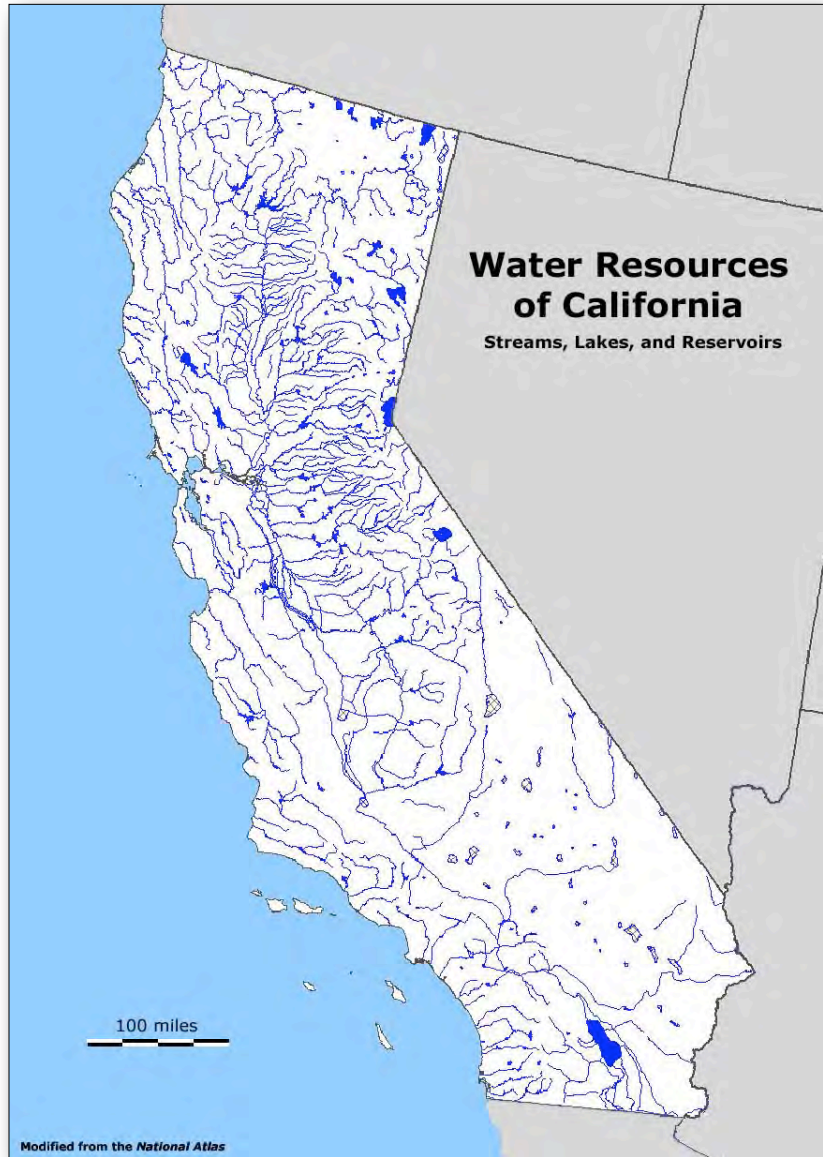 Water Resources
of California
Streams, Lakes, and Reservoirs
100 miles
Modified from the National Atlas